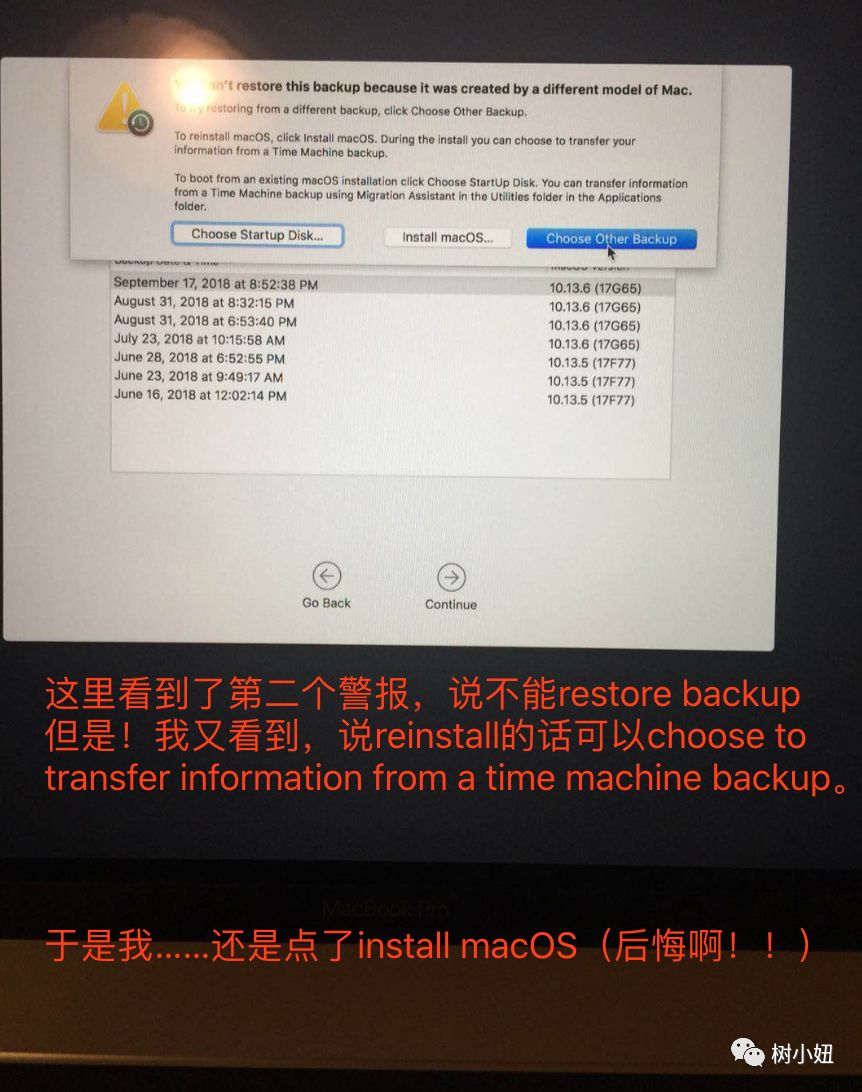 can't restore this backup because it was created by a different model of Mac.
To try restoring from a different backup, click Choose Other Backup.
To reinstall macOS, click Install macOS. During the install you can choose to transfer your
information from a Time Machine backup.
To boot from an existing macOS installation click Choose StartUp Disk. You can transfer information
from a Time Machine backup using Migration Assistant in the Utilities folder in the Applications
folder.
Choose Startup Disk... Install macOS... Choose Other Backup
Backup Date & Time macOS Version
September 17, 2018 at 8:52:38 PM 10.13.6 (17G65)
August 31, 2018 at 8:32:15 PM 10.13.6 (17G65)
August 31, 2018 at 6:53:40 PM 10.13.6 (17G65)
July 23, 2018 at 10:15:58 AM 10.13.6 (17G65)
June 28, 2018 at 6:52:55 PM 10.13.5 (17F77)
June 23, 2018 at 9:49:17 AM 10.13.5 (17F77)
June 16, 2018 at 12:02:14 PM 10.13.5 (17F77)
Go Back Continue
这里看到了第二个警报，说不能restore backup
但是！我又看到，说reinstall的话可以choose to
transfer information from a time machine backup。
MacBook Pro
于是我……还是点了install macOS（后悔啊！！）
树小妞